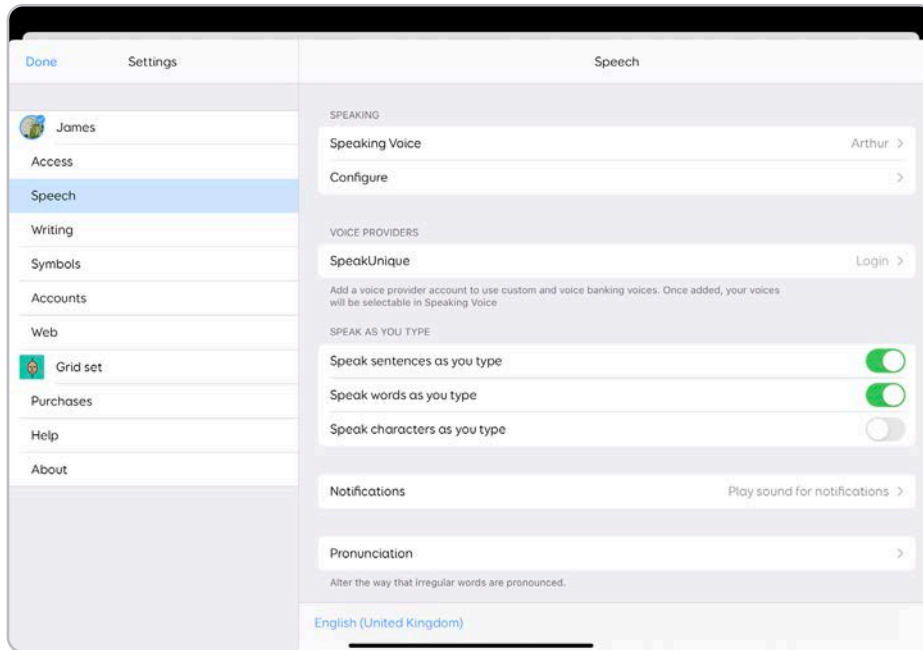 Done
Settings
James
Access
Speech
Writing
Symbols
Accounts
Web
Grid set
Purchases
Help
About
Speech
SPEAKING
Speaking Voice Arthur
Configure
VOICE PROVIDERS
SpeakUnique Login
Add a voice provider account to use custom and voice banking voices. Once added, your voices
will be selectable in Speaking Voice
SPEAK AS YOU TYPE
Speak sentences as you type
Speak words as you type
Speak characters as you type
Notifications Play sound for notifications
Pronunciation
Alter the way that irregular words are pronounced.
English (United Kingdom)